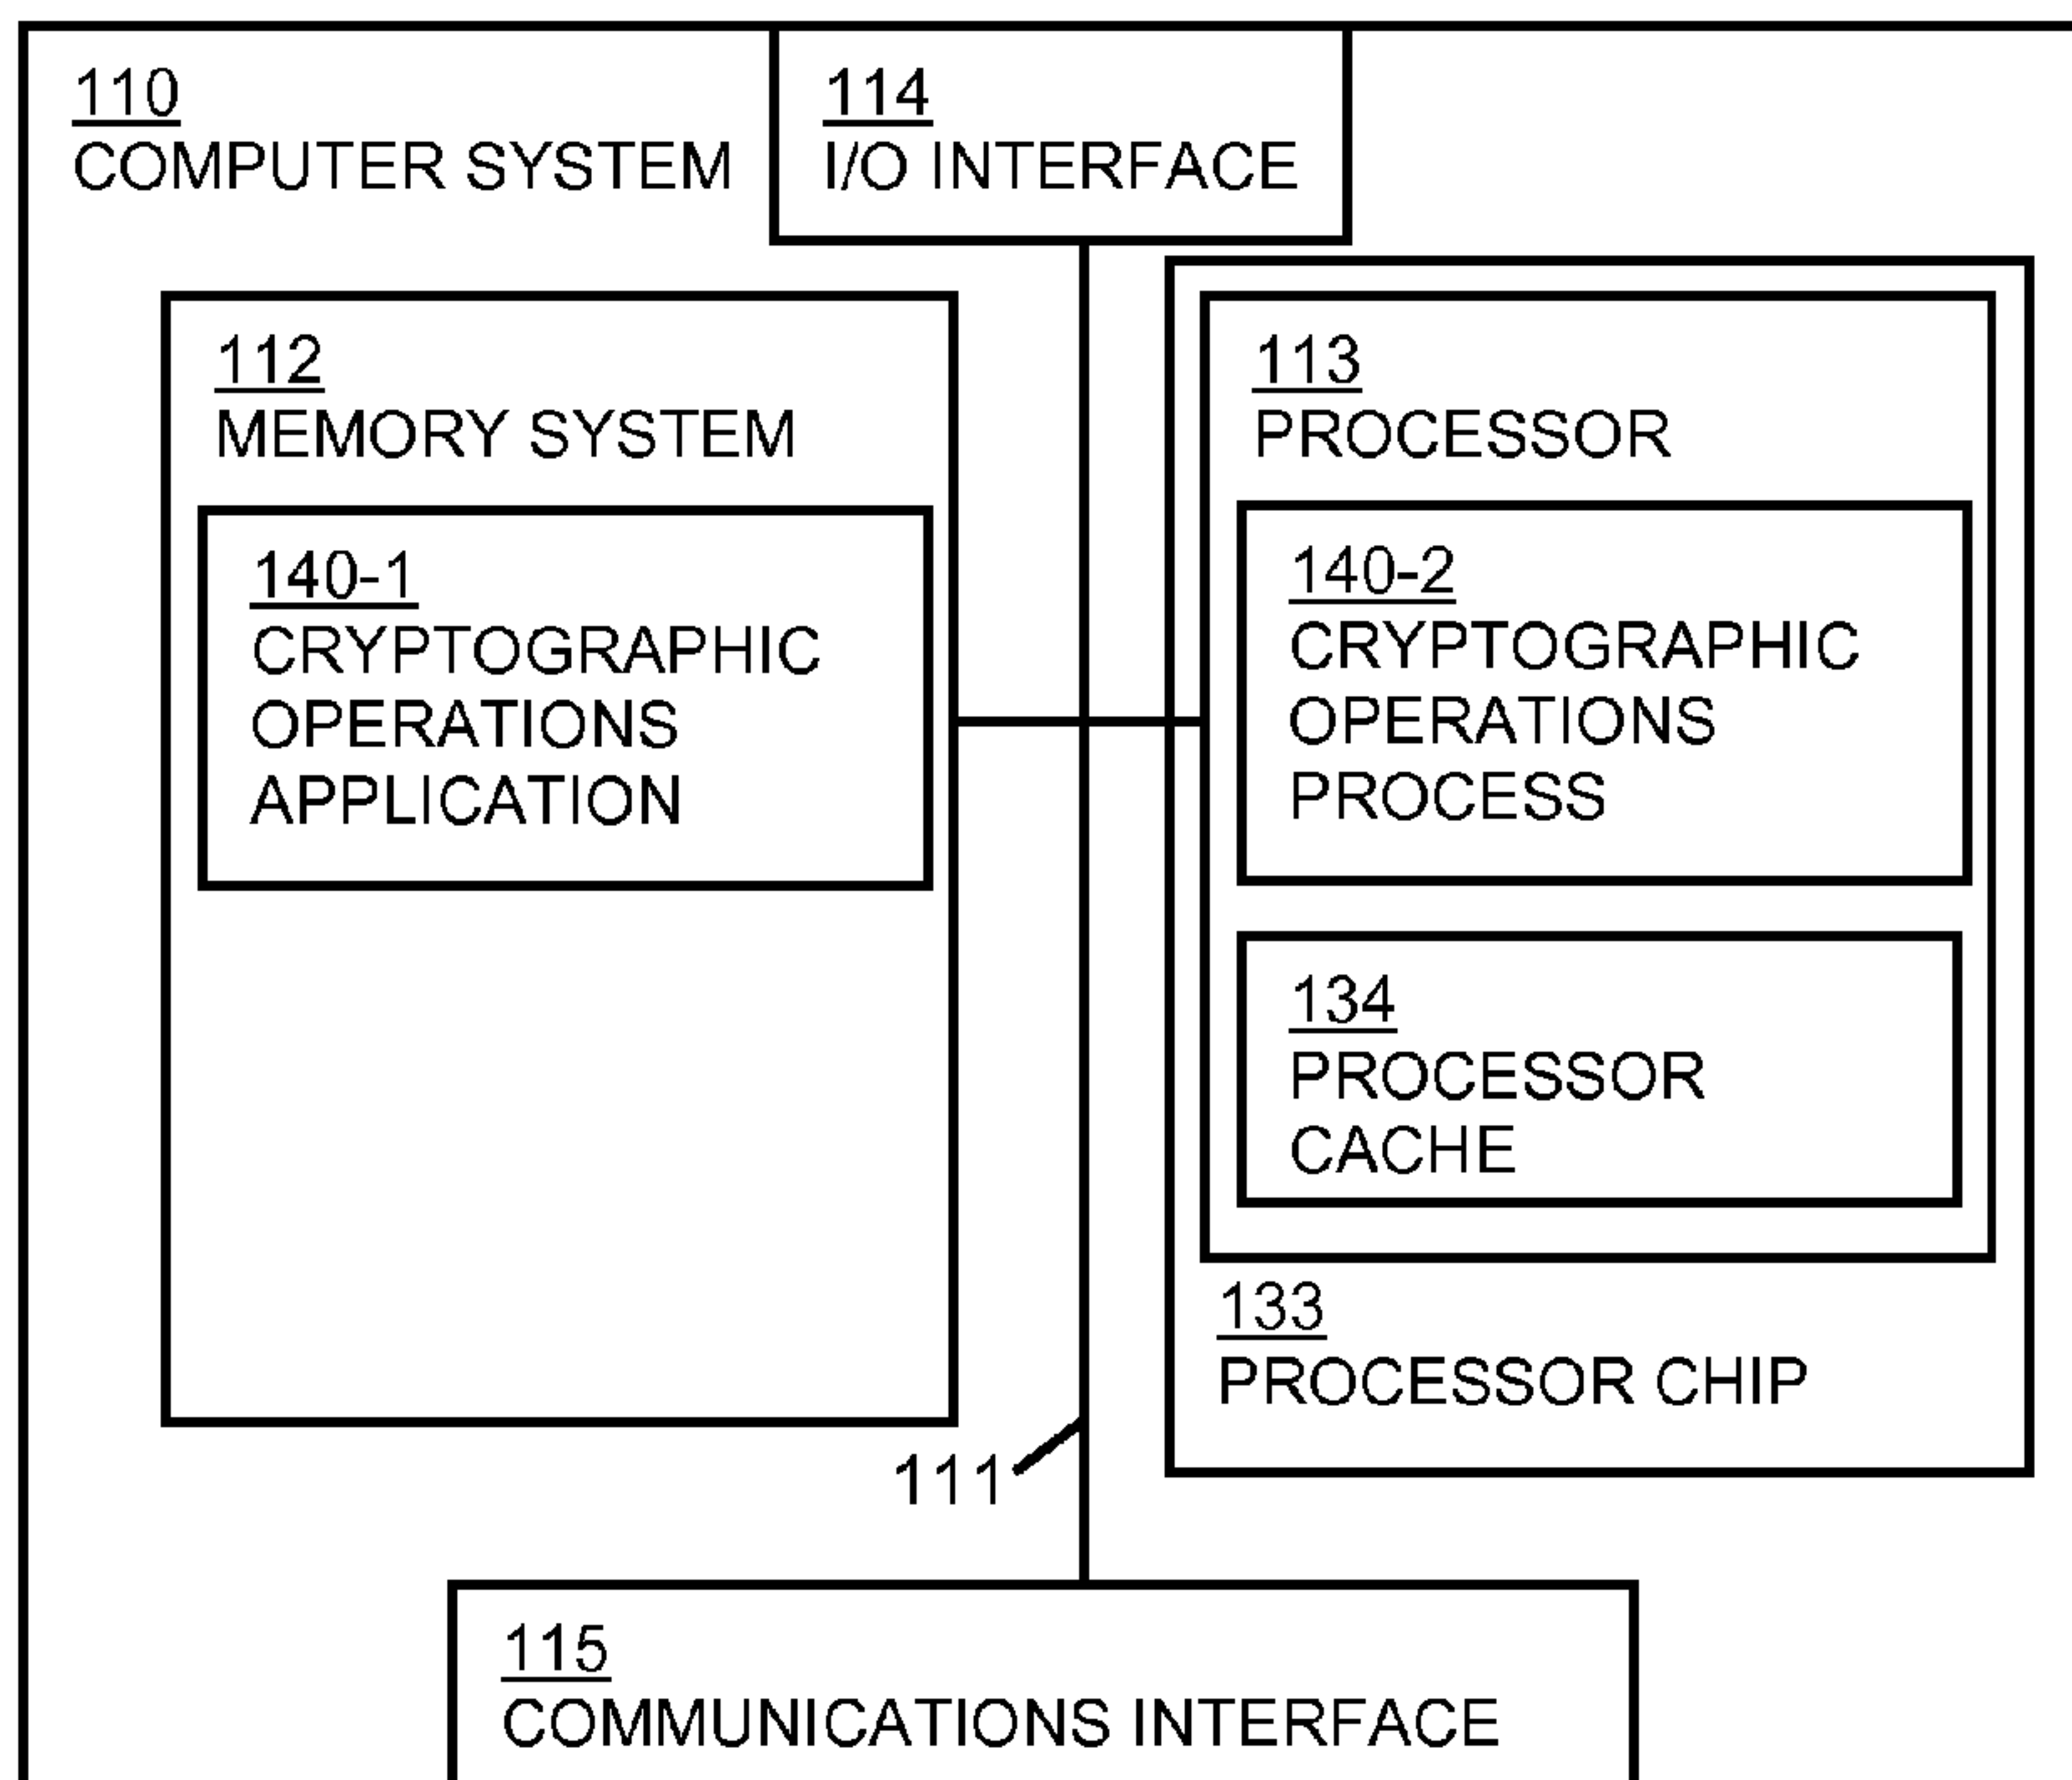 110
COMPUTER SYSTEM
114
I/O INTERFACE
112
MEMORY SYSTEM
140-1
CRYPTOGRAPHIC
OPERATIONS
APPLICATION
113
PROCESSOR
140-2
CRYPTOGRAPHIC
OPERATIONS
PROCESS
134
PROCESSOR
CACHE
133
PROCESSOR CHIP
111
115
COMMUNICATIONS INTERFACE